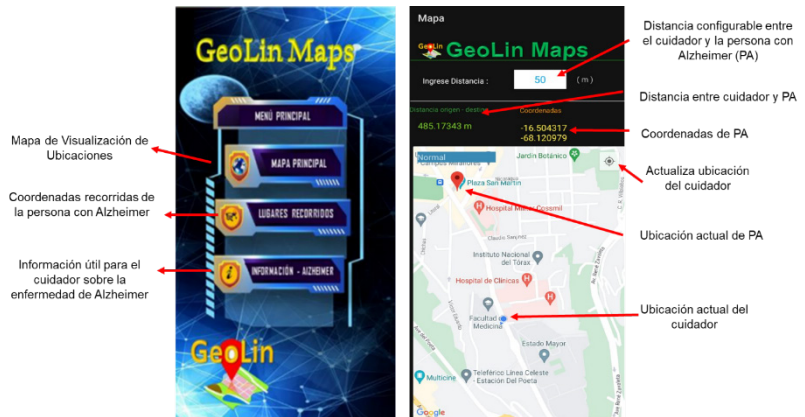 GeoLin Maps
MENÚ PRINCIPAL
MAPA PRINCIPAL
LUGARES RECORRIDOS
INFORMACIÓN - ALZHEIMER
GeoLin
Mapa de Visualización de
Ubicaciones
Coordenadas recorridas de
la persona con Alzheimer
Información útil para el
cuidador sobre la
enfermedad de Alzheimer
Mapa
GeoLin
GeoLin Maps
Ingrese Distancia :
50
( m )
Distancia origen - destino
Coordenadas
485.17343 m
-16.504317
-68.120979
Normal
Campos Miraflores
Jardín Botánico
Plaza San Martín
Hospital Cossmil
Claudio Sanjinez
Instituto Nacional
del Tórax
Hospital de Clínicas
Facultad de
Medicina
Estado Mayor
Multicine
Teleférico Línea Celeste
- Estación Del Poeta
Google
Distancia configurable entre
el cuidador y la persona con
Alzheimer (PA)
Distancia entre cuidador y PA
Coordenadas de PA
Actualiza ubicación
del cuidador
Ubicación actual de PA
Ubicación actual del
cuidador